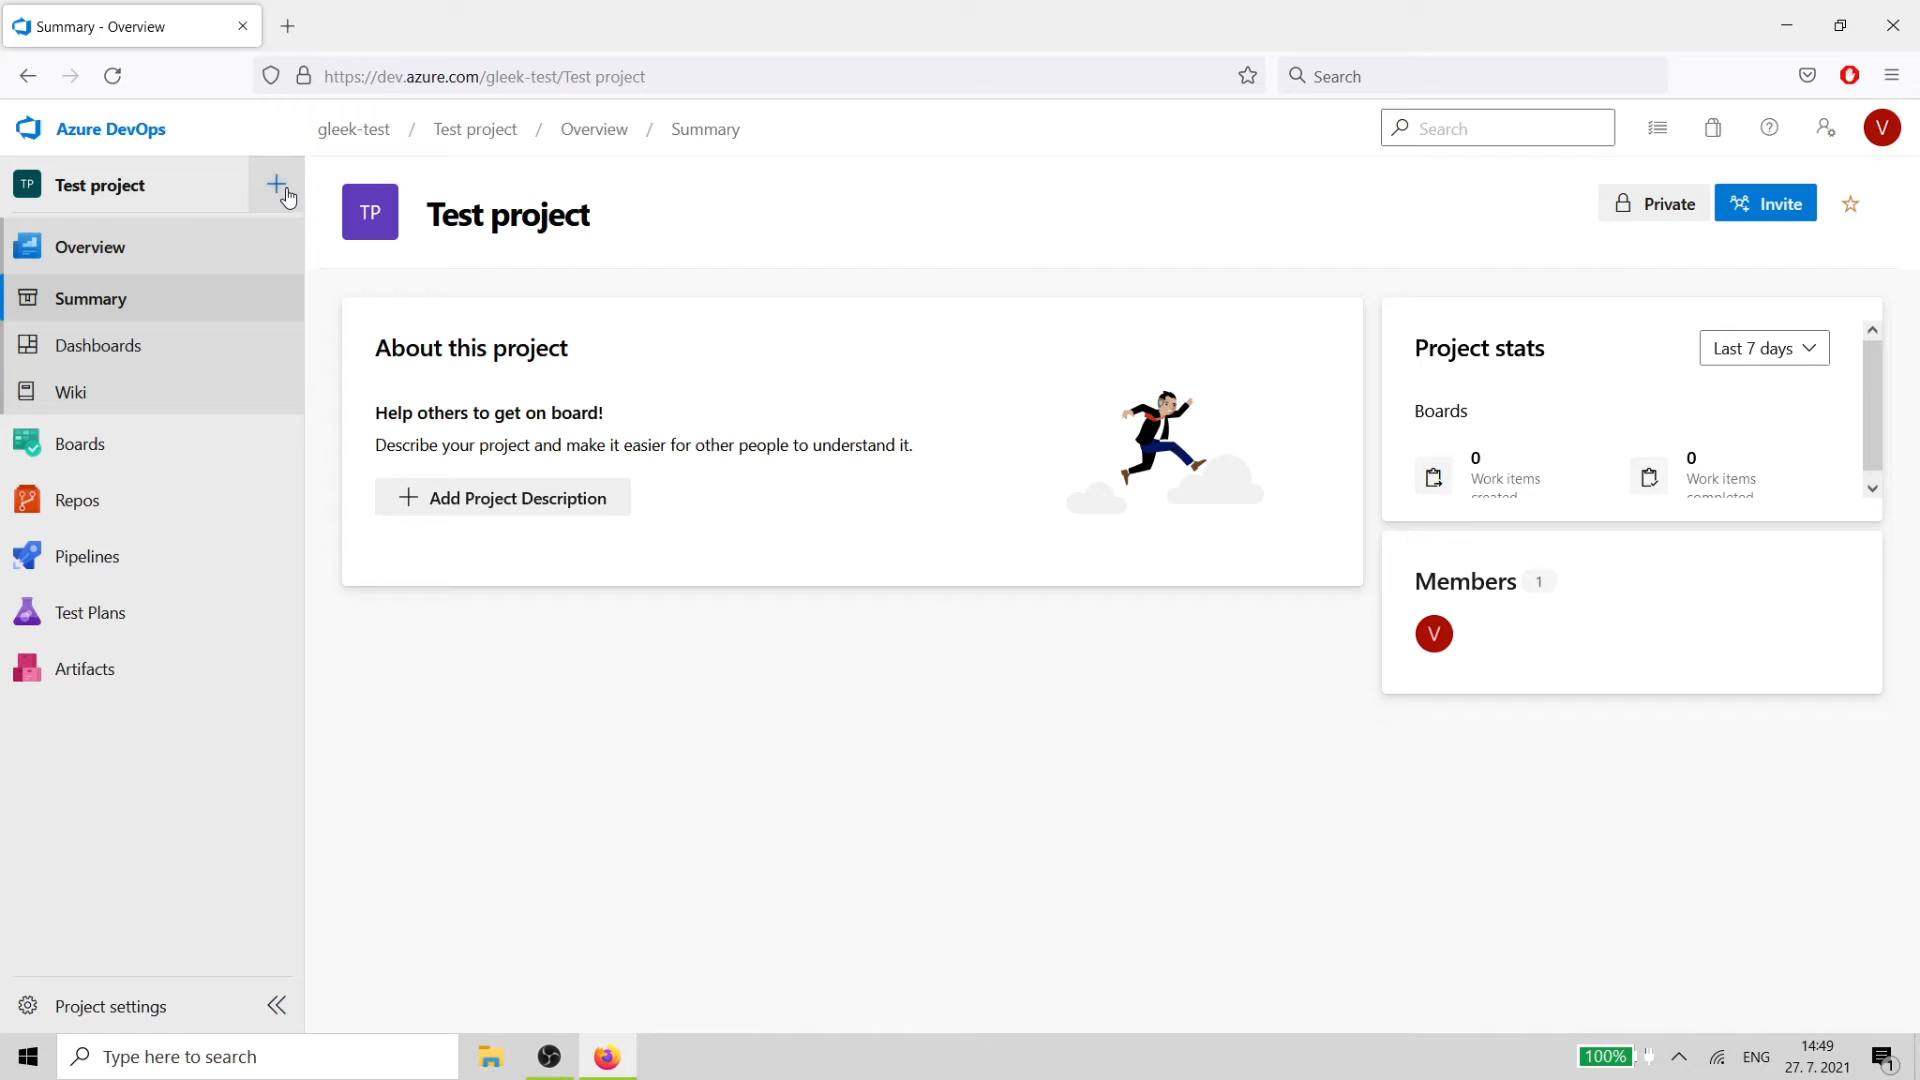 Summary - Overview
https://dev.azure.com/gleek-test/Test project
Search
Azure DevOps
gleek-test / Test project / Overview / Summary
Search
V
TP Test project
TP Test project
Private
Invite
Overview
Summary
Dashboards
Wiki
Boards
Repos
Pipelines
Test Plans
Artifacts
About this project
Help others to get on board!
Describe your project and make it easier for other people to understand it.
Add Project Description
Project stats
Last 7 days
Boards
0
Work items
created
0
Work items
completed
Members 1
V
Project settings
Type here to search
100%
ENG
14:49
27. 7. 2021
1